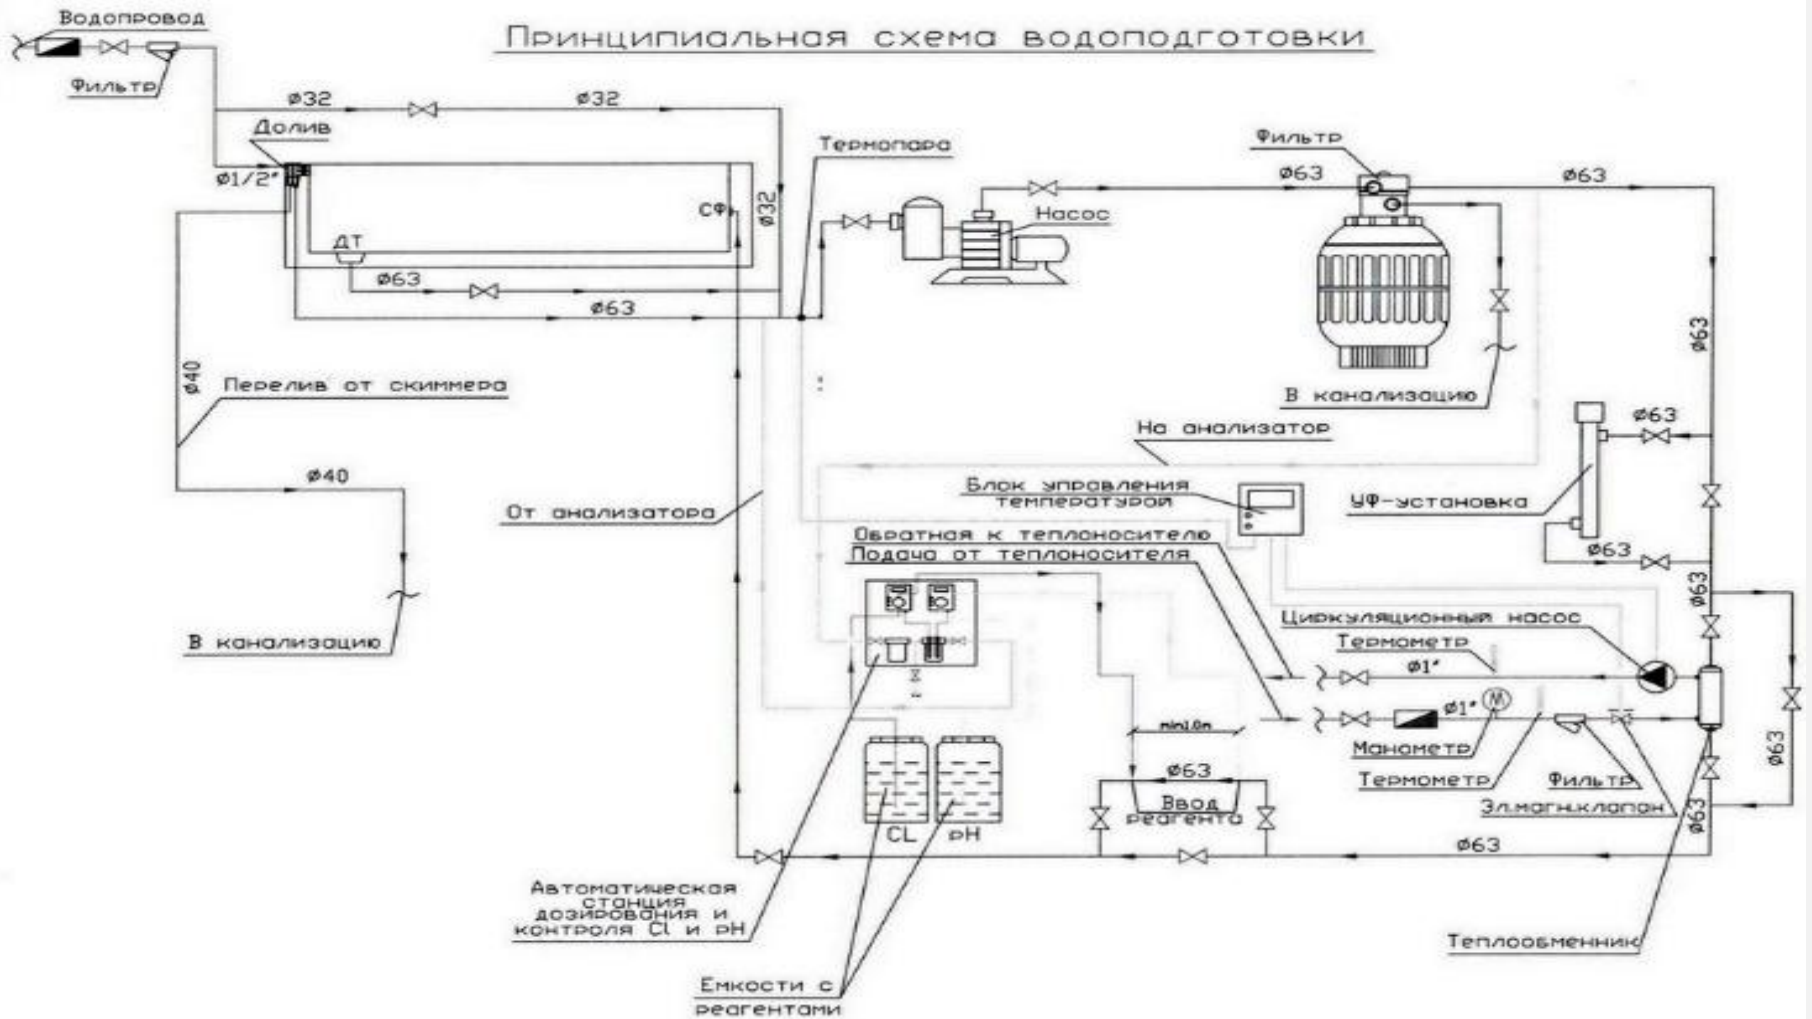 Водопровод
Принципиальная схема водоподготовки
Фильтр
ø32
ø32
Долив
ø1/2"
Термопара
Фильтр
ø63
ø63
СФ
ø32
Насос
ДТ
ø63
ø63
ø63
ø40
Перелив от скиммера
В канализацию
ø63
На анализатор
ø40
Блок управления
температурой
УФ-установка
От анализатора
Обратная к теплоносителю
Подача от теплоносителя
ø63
ø63
В канализацию
Циркуляционный насос
Термометр
ø1"
ø1"
М
min1.0m
Манометр
ø63
ø63
Термометр
Фильтр
Ввод
реагента
Эл.магн.клапан
ø63
CL
pH
ø63
Автоматическая
станция
дозирования и
контроля Cl и pH
Теплообменник
Емкости с
реагентами